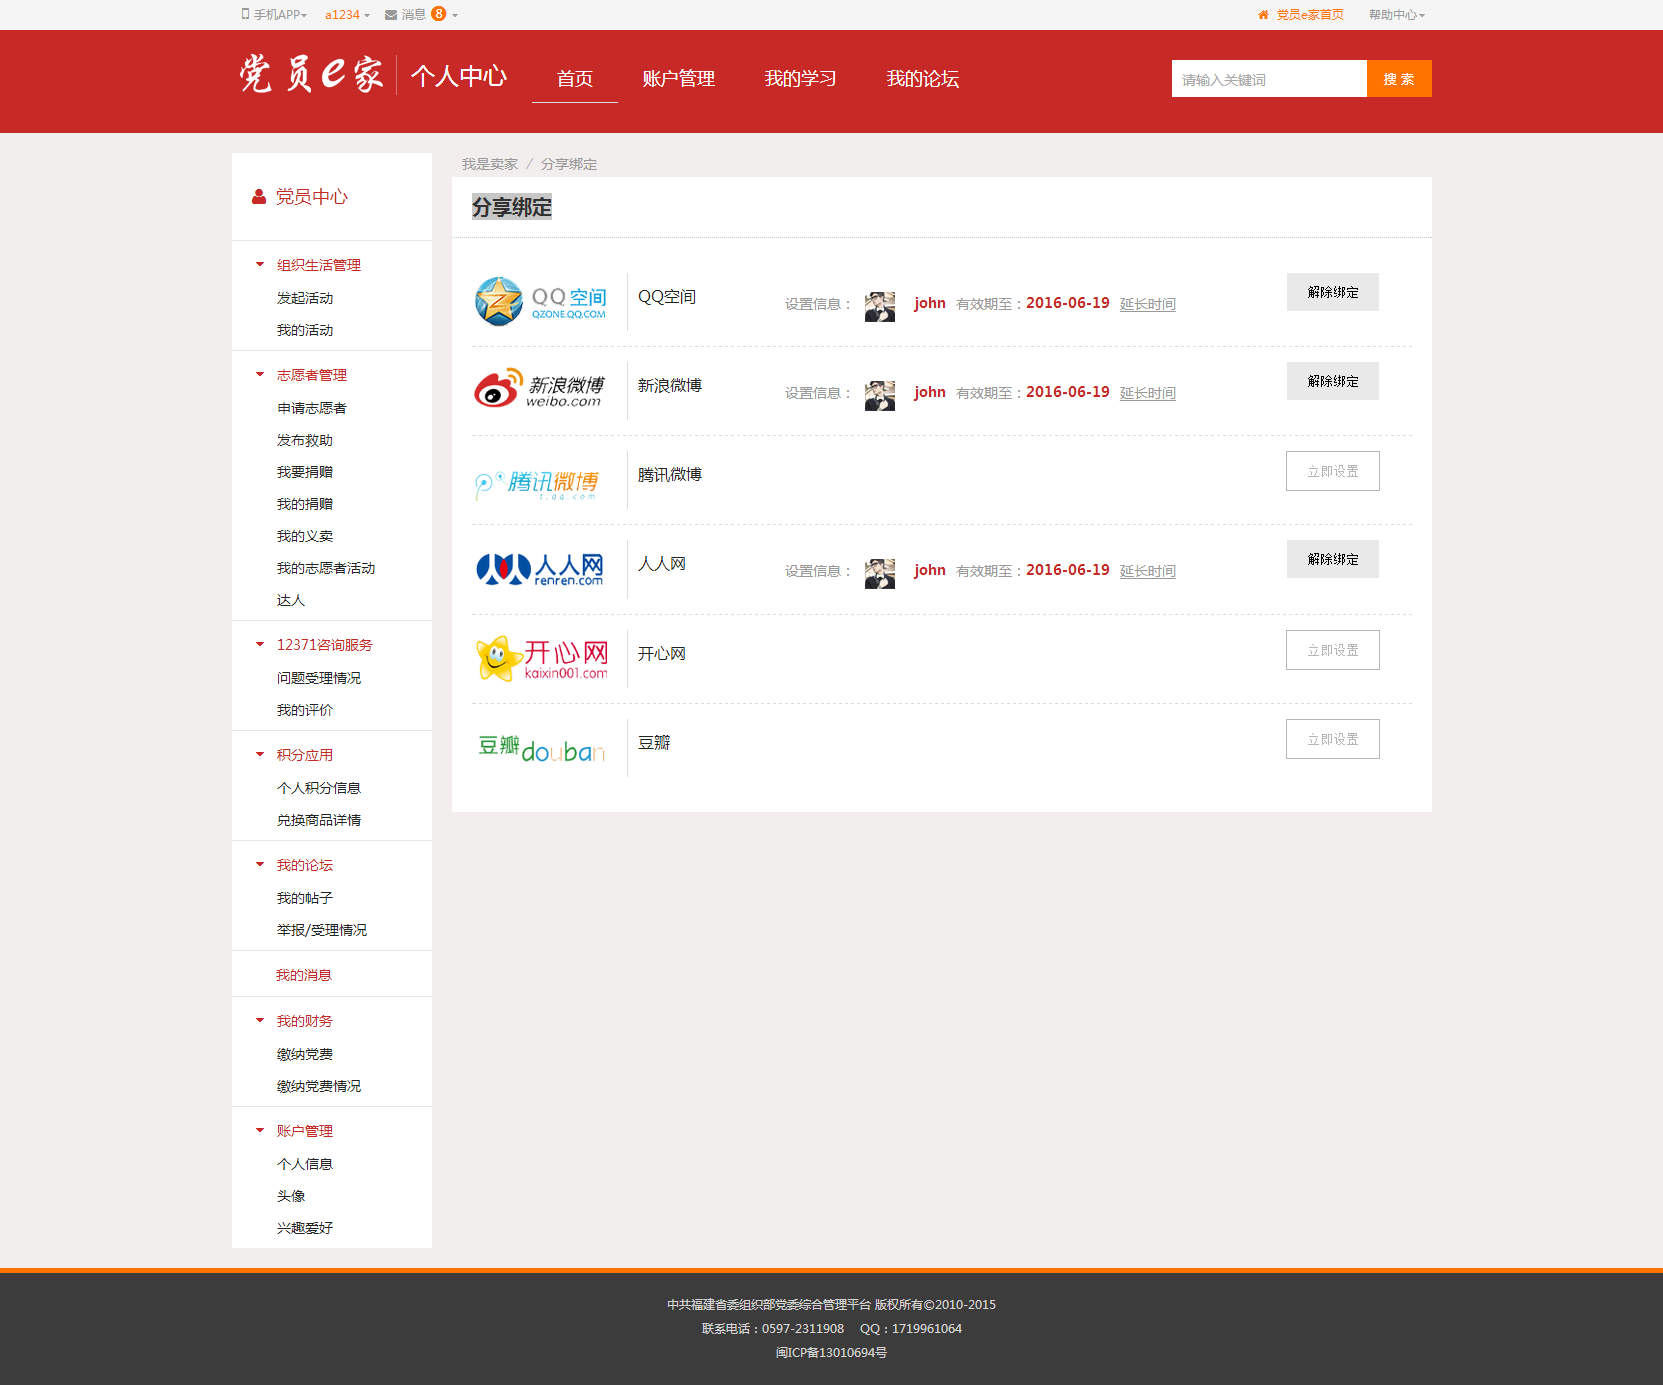 手机APP a1234 消息 8 党员e家首页 帮助中心
党员e家 个人中心 首页 账户管理 我的学习 我的论坛 请输入关键词 搜 索
我是卖家 / 分享绑定
党员中心
组织生活管理
发起活动
我的活动
志愿者管理
申请志愿者
发布救助
我要捐赠
我的捐赠
我的义卖
我的志愿者活动
达人
12371咨询服务
问题受理情况
我的评价
积分应用
个人积分信息
兑换商品详情
我的论坛
我的帖子
举报/受理情况
我的消息
我的财务
缴纳党费
缴纳党费情况
账户管理
个人信息
头像
兴趣爱好
分享绑定
QQ空间
QZONE.QQ.COM
QQ空间 设置信息： john 有效期至：2016-06-19 延长时间 解除绑定
新浪微博
weibo.com
新浪微博 设置信息： john 有效期至：2016-06-19 延长时间 解除绑定
腾讯微博
t.qq.com
腾讯微博 立即设置
人人网
renren.com
人人网 设置信息： john 有效期至：2016-06-19 延长时间 解除绑定
开心网
kaixin001.com
开心网 立即设置
豆瓣douban
豆瓣 立即设置
中共福建省委组织部党委综合管理平台 版权所有©2010-2015
联系电话：0597-2311908 QQ：1719961064
闽ICP备13010694号